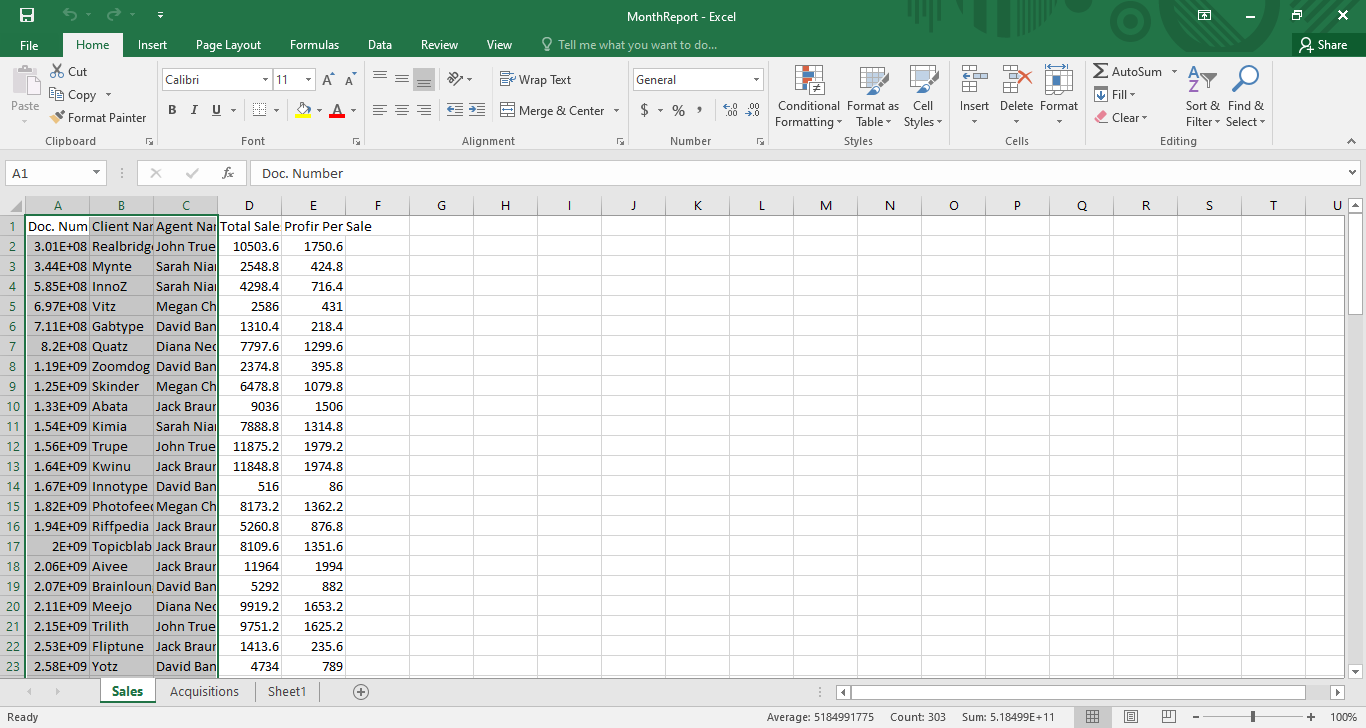 MonthReport - Excel
File Home Insert Page Layout Formulas Data Review View Tell me what you want to do... Share
Paste Cut Copy Format Painter Clipboard
Calibri 11 A A B I U A Font
Wrap Text Merge & Center Alignment
General $ % , .0 .00 .00 .0 Number
Conditional Formatting Format as Table Cell Styles Styles
Insert Delete Format Cells
AutoSum Fill Clear Sort & Filter Find & Select Editing
A1 fx Doc. Number
A B C D E F G H I J K L M N O P Q R S T U
1 Doc. Num Client Nar Agent Nar Total Sale Profir Per Sale
2 3.01E+08 Realbridge John True 10503.6 1750.6
3 3.44E+08 Mynte Sarah Niar 2548.8 424.8
4 5.85E+08 InnoZ Sarah Niar 4298.4 716.4
5 6.97E+08 Vitz Megan Ch 2586 431
6 7.11E+08 Gabtype David Ban 1310.4 218.4
7 8.2E+08 Quatz Diana Nec 7797.6 1299.6
8 1.19E+09 Zoomdog David Ban 2374.8 395.8
9 1.25E+09 Skinder Megan Ch 6478.8 1079.8
10 1.33E+09 Abata Jack Braur 9036 1506
11 1.54E+09 Kimia Sarah Niar 7888.8 1314.8
12 1.56E+09 Trupe John True 11875.2 1979.2
13 1.64E+09 Kwinu Jack Braur 11848.8 1974.8
14 1.67E+09 Innotype David Ban 516 86
15 1.82E+09 Photofeed Megan Ch 8173.2 1362.2
16 1.94E+09 Riffpedia Jack Braur 5260.8 876.8
17 2E+09 Topicblab Jack Braur 8109.6 1351.6
18 2.06E+09 Aivee Jack Braur 11964 1994
19 2.07E+09 Brainloun David Ban 5292 882
20 2.11E+09 Meejo Diana Nec 9919.2 1653.2
21 2.15E+09 Trilith John True 9751.2 1625.2
22 2.53E+09 Fliptune Jack Braur 1413.6 235.6
23 2.58E+09 Yotz David Ban 4734 789
Sales Acquisitions Sheet1
Ready Average: 5184991775 Count: 303 Sum: 5.18499E+11 100%